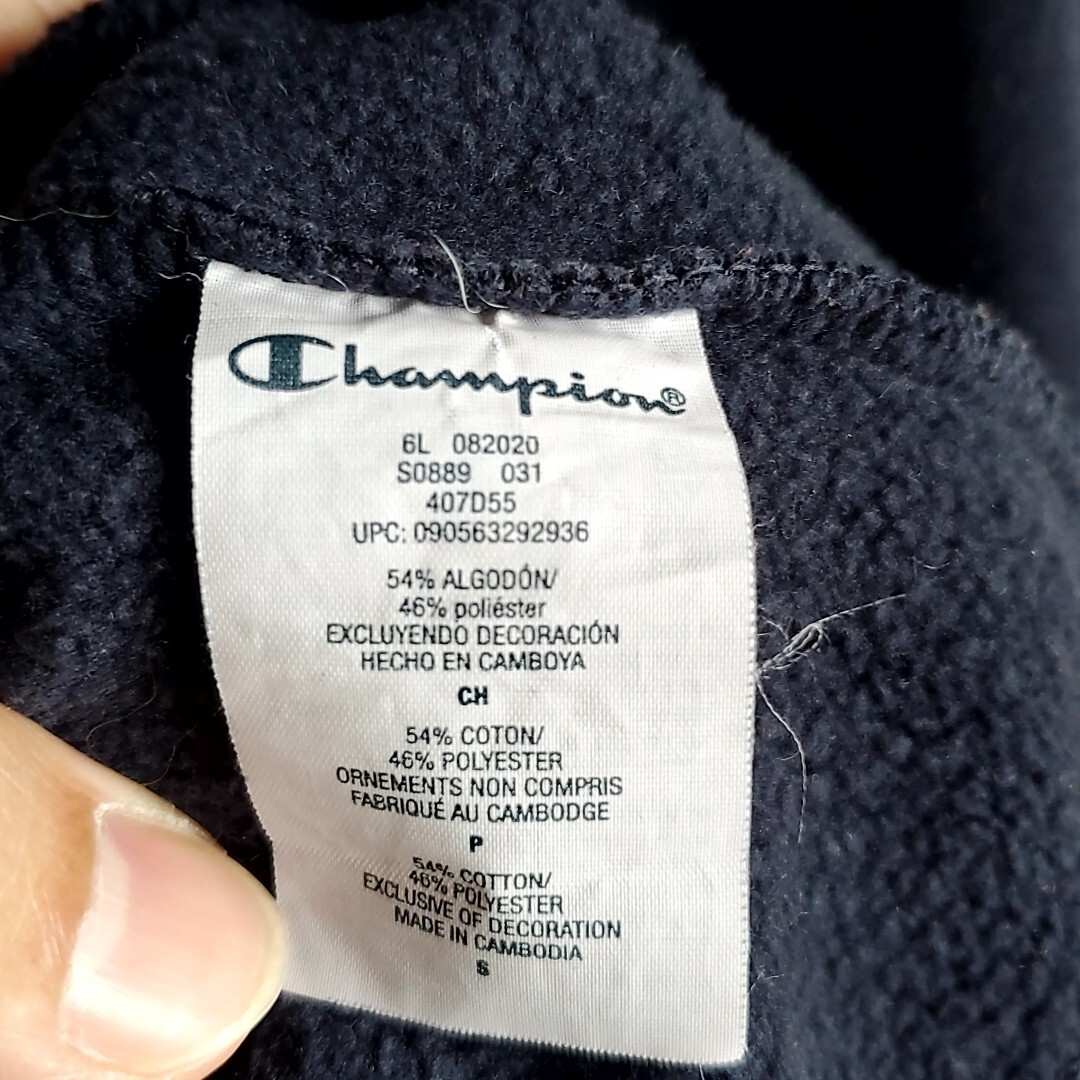 Champion®
6L 082020
S0889 031
407D55
UPC: 090563292936
54% ALGODÓN/
46% poliéster
EXCLUYENDO DECORACIÓN
HECHO EN CAMBOYA
CH
54% COTON/
46% POLYESTER
ORNEMENTS NON COMPRIS
FABRIQUÉ AU CAMBODGE
P
54% COTTON/
46% POLYESTER
EXCLUSIVE OF DECORATION
MADE IN CAMBODIA
S